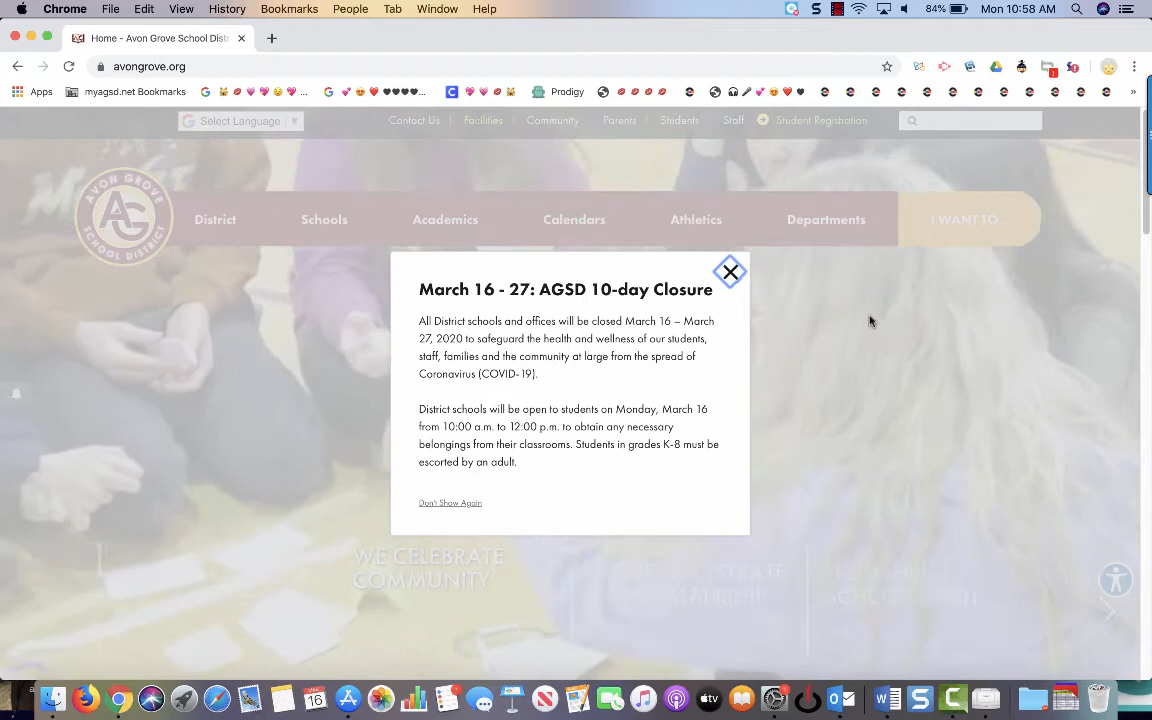 Chrome File Edit View History Bookmarks People Tab Window Help 84% Mon 10:58 AM
Home - Avon Grove School Distr
avongrove.org
Apps myagsd.net Bookmarks Prodigy
Select Language Contact Us Facilities Community Parents Students Staff Student Registration
AVON GROVE
AG
SCHOOL DISTRICT
District Schools Academics Calendars Athletics Departments I WANT TO...
March 16 - 27: AGSD 10-day Closure
All District schools and offices will be closed March 16 – March
27, 2020 to safeguard the health and wellness of our students,
staff, families and the community at large from the spread of
Coronavirus (COVID-19).
District schools will be open to students on Monday, March 16
from 10:00 a.m. to 12:00 p.m. to obtain any necessary
belongings from their classrooms. Students in grades K-8 must be
escorted by an adult.
Don't Show Again
WE CELEBRATE
COMMUNITY